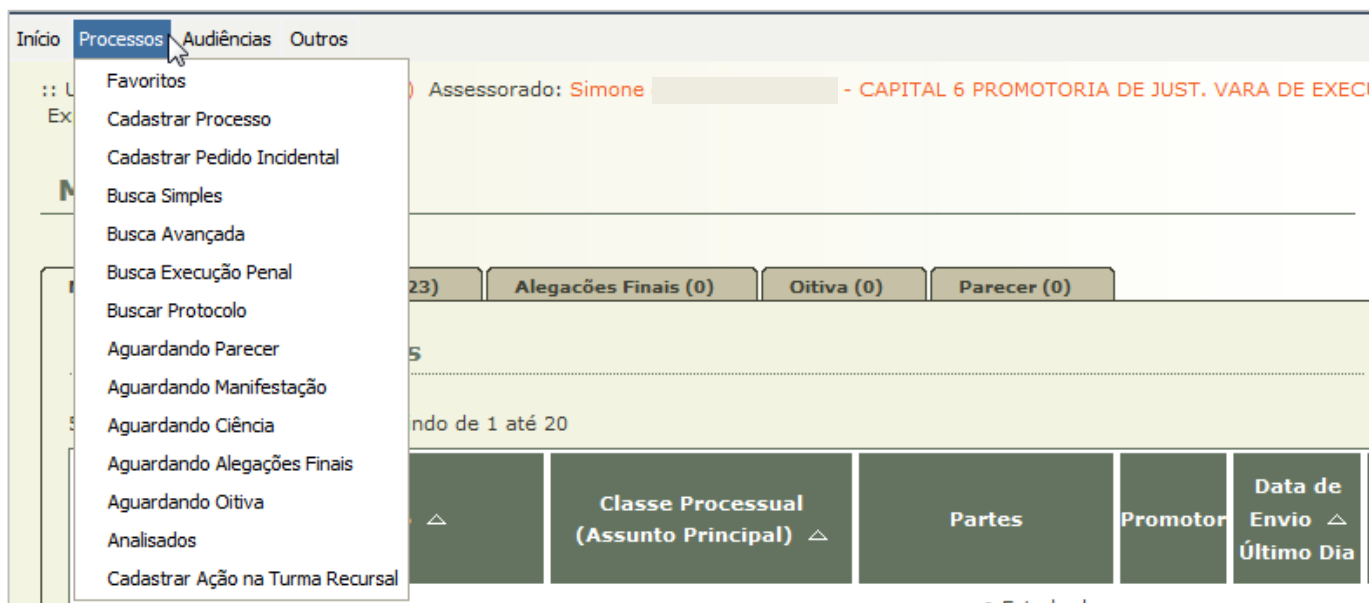 Início Processos Audiências Outros
Favoritos
Cadastrar Processo
Cadastrar Pedido Incidental
Busca Simples
Busca Avançada
Busca Execução Penal
Buscar Protocolo
Aguardando Parecer
Aguardando Manifestação
Aguardando Ciência
Aguardando Alegações Finais
Aguardando Oitiva
Analisados
Cadastrar Ação na Turma Recursal
:: U ) Assessorado: Simone - CAPITAL 6 PROMOTORIA DE JUST. VARA DE EXECU
Ex
M
23) Alegacões Finais (0) Oitiva (0) Parecer (0)
s
ndo de 1 até 20
Classe Processual
(Assunto Principal)
Partes
Promotor
Data de
Envio
Último Dia